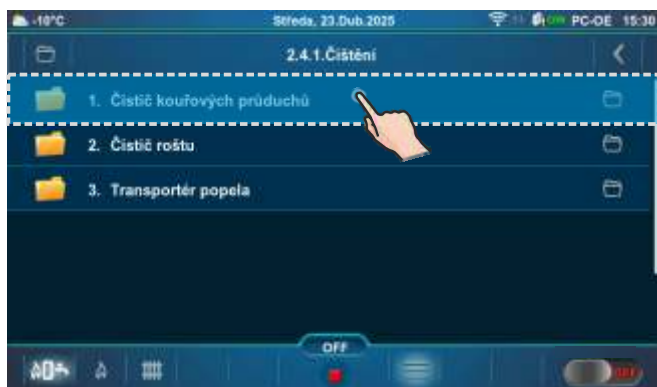 -10°C Středa, 23.Dub.2025 PC-OE 15:30
2.4.1.Čištění
1. Čistič kouřových průduchů
2. Čistič roštu
3. Transportér popela
OFF
OFF